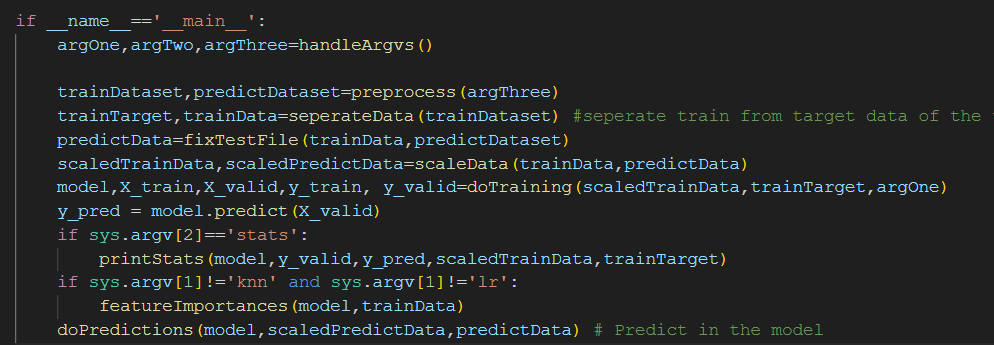 if __name__=='__main__':
argOne,argTwo,argThree=handleArgvs()
trainDataset,predictDataset=preprocess(argThree)
trainTarget,trainData=seperateData(trainDataset) #seperate train from target data of the
predictData=fixTestFile(trainData,predictDataset)
scaledTrainData,scaledPredictData=scaleData(trainData,predictData)
model,X_train,X_valid,y_train, y_valid=doTraining(scaledTrainData,trainTarget,argOne)
y_pred = model.predict(X_valid)
if sys.argv[2]=='stats':
printStats(model,y_valid,y_pred,scaledTrainData,trainTarget)
if sys.argv[1]!='knn' and sys.argv[1]!='lr':
featureImportances(model,trainData)
doPredictions(model,scaledPredictData,predictData) # Predict in the model